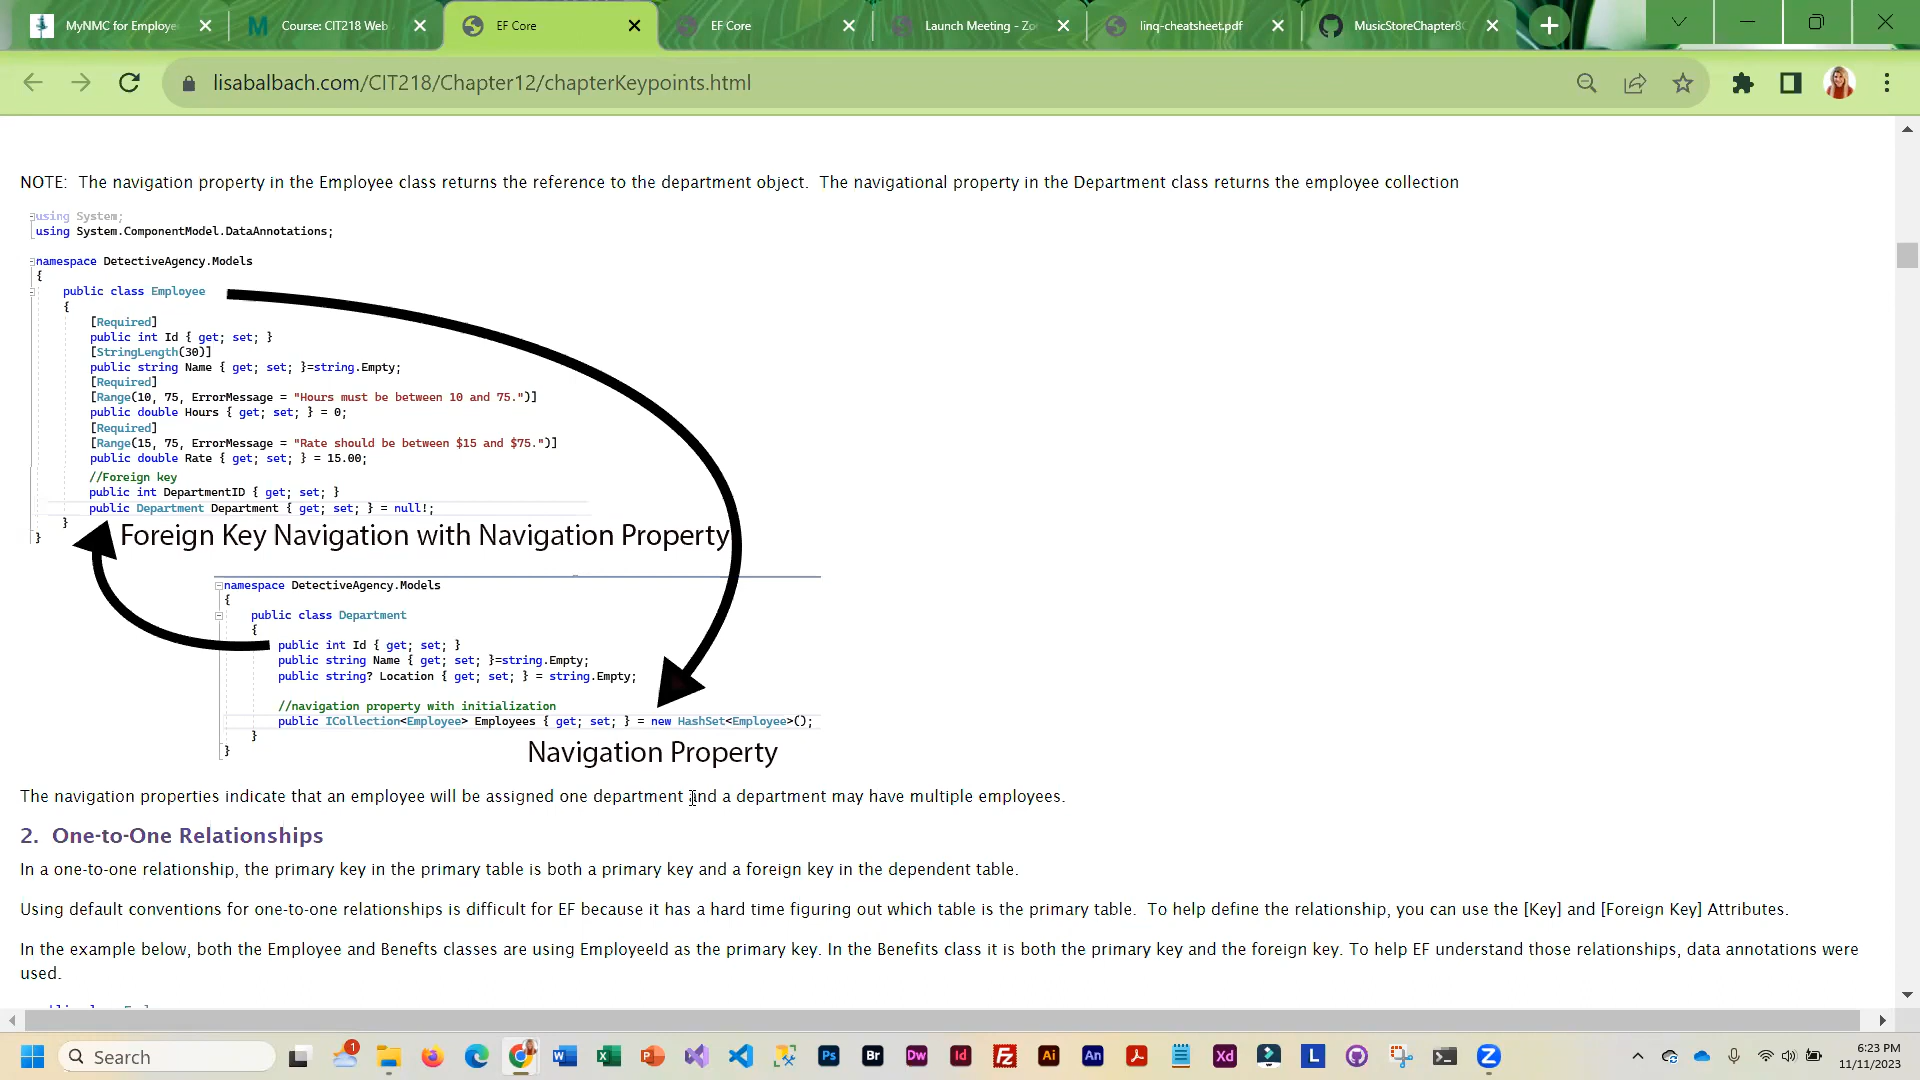 MyNMC for Employe
Course: CIT218 Web
EF Core
EF Core
Launch Meeting - Zo
linq-cheatsheet.pdf
MusicStoreChapter8
lisabalbach.com/CIT218/Chapter12/chapterKeypoints.html
NOTE: The navigation property in the Employee class returns the reference to the department object. The navigational property in the Department class returns the employee collection
using System;
using System.ComponentModel.DataAnnotations;
namespace DetectiveAgency.Models
{
public class Employee
{
[Required]
public int Id { get; set; }
[StringLength(30)]
public string Name { get; set; }=string.Empty;
[Required]
[Range(10, 75, ErrorMessage = "Hours must be between 10 and 75.")]
public double Hours { get; set; } = 0;
[Required]
[Range(15, 75, ErrorMessage = "Rate should be between $15 and $75.")]
public double Rate { get; set; } = 15.00;
//Foreign key
public int DepartmentID { get; set; }
public Department Department { get; set; } = null!;
}
}
Foreign Key Navigation with Navigation Property
namespace DetectiveAgency.Models
{
public class Department
{
public int Id { get; set; }
public string Name { get; set; }=string.Empty;
public string? Location { get; set; } = string.Empty;
//navigation property with initialization
public ICollection<Employee> Employees { get; set; } = new HashSet<Employee>();
}
}
Navigation Property
The navigation properties indicate that an employee will be assigned one department and a department may have multiple employees.
2. One-to-One Relationships
In a one-to-one relationship, the primary key in the primary table is both a primary key and a foreign key in the dependent table.
Using default conventions for one-to-one relationships is difficult for EF because it has a hard time figuring out which table is the primary table. To help define the relationship, you can use the [Key] and [Foreign Key] Attributes.
In the example below, both the Employee and Benefts classes are using EmployeeId as the primary key. In the Benefits class it is both the primary key and the foreign key. To help EF understand those relationships, data annotations were
used.
Search
1
Ps
Br
Dw
Id
Fz
Ai
An
Xd
L
6:23 PM
11/11/2023